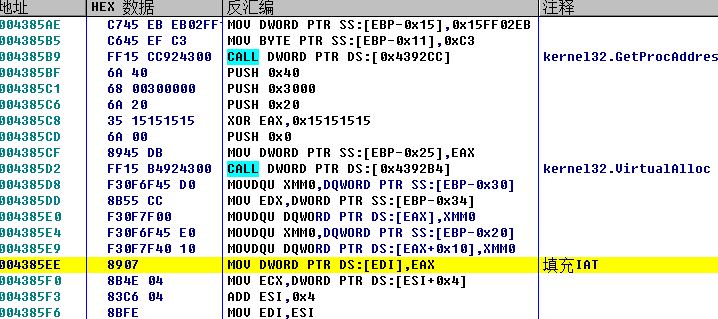 地址 HEX 数据 反汇编 注释
004385AE C745 EB EB02FF1 MOV DWORD PTR SS:[EBP-0x15],0x15FF02EB
004385B5 C645 EF C3 MOV BYTE PTR SS:[EBP-0x11],0xC3
004385B9 FF15 CC924300 CALL DWORD PTR DS:[0x4392CC] kernel32.GetProcAddres
004385BF 6A 40 PUSH 0x40
004385C1 68 00300000 PUSH 0x3000
004385C6 6A 20 PUSH 0x20
004385C8 35 15151515 XOR EAX,0x15151515
004385CD 6A 00 PUSH 0x0
004385CF 8945 DB MOV DWORD PTR SS:[EBP-0x25],EAX
004385D2 FF15 B4924300 CALL DWORD PTR DS:[0x4392B4] kernel32.VirtualAlloc
004385D8 F30F6F45 D0 MOVDQU XMM0,DQWORD PTR SS:[EBP-0x30]
004385DD 8B55 CC MOV EDX,DWORD PTR SS:[EBP-0x34]
004385E0 F30F7F00 MOVDQU DQWORD PTR DS:[EAX],XMM0
004385E4 F30F6F45 E0 MOVDQU XMM0,DQWORD PTR SS:[EBP-0x20]
004385E9 F30F7F40 10 MOVDQU DQWORD PTR DS:[EAX+0x10],XMM0
004385EE 8907 MOV DWORD PTR DS:[EDI],EAX 填充IAT
004385F0 8B4E 04 MOV ECX,DWORD PTR DS:[ESI+0x4]
004385F3 83C6 04 ADD ESI,0x4
004385F6 8BFE MOV EDI,ESI